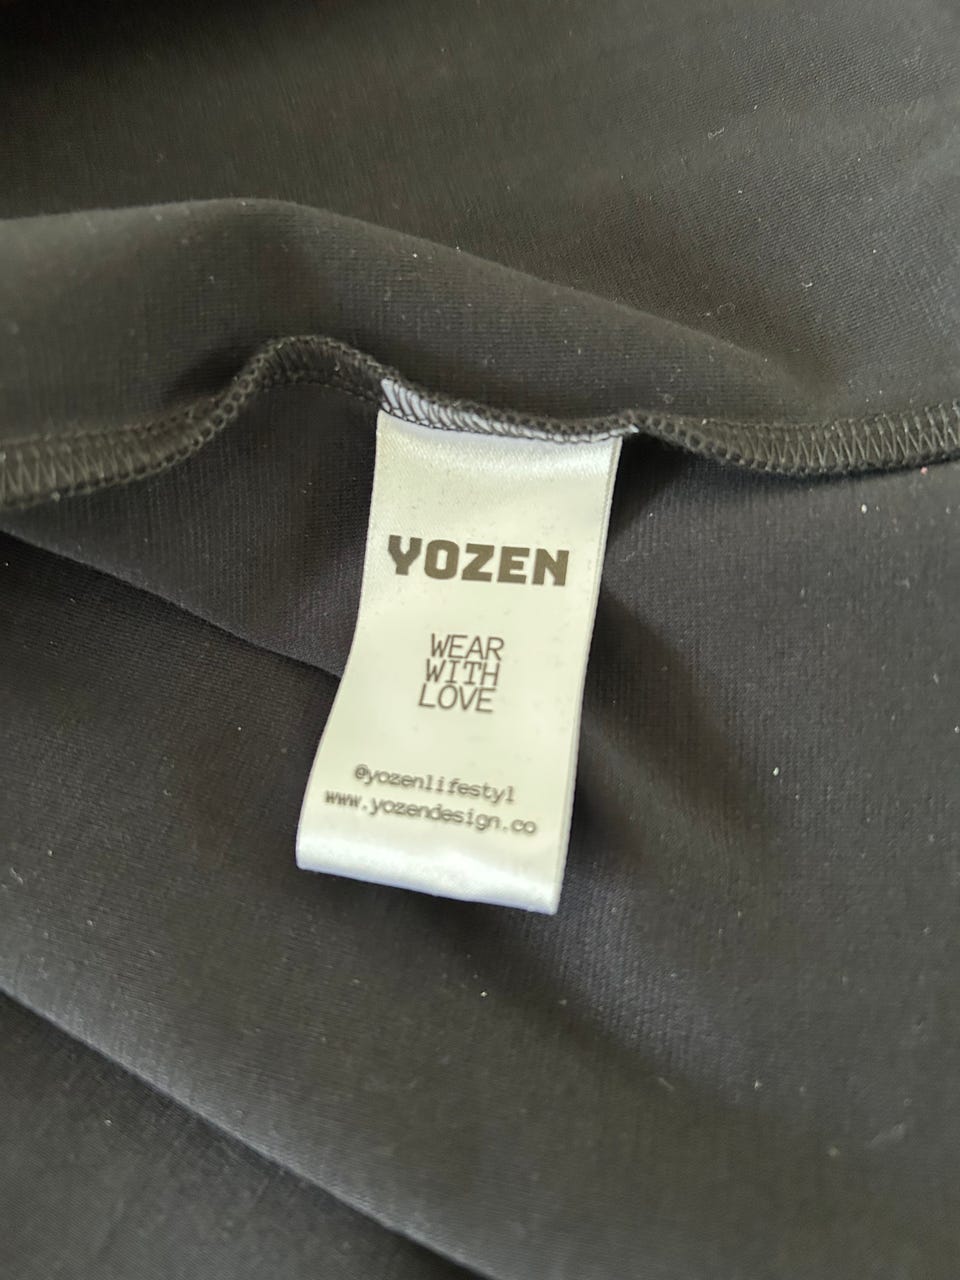 YOZEN
WEAR
WITH
LOVE
@yozenlifestyl
www.yozendesign.co